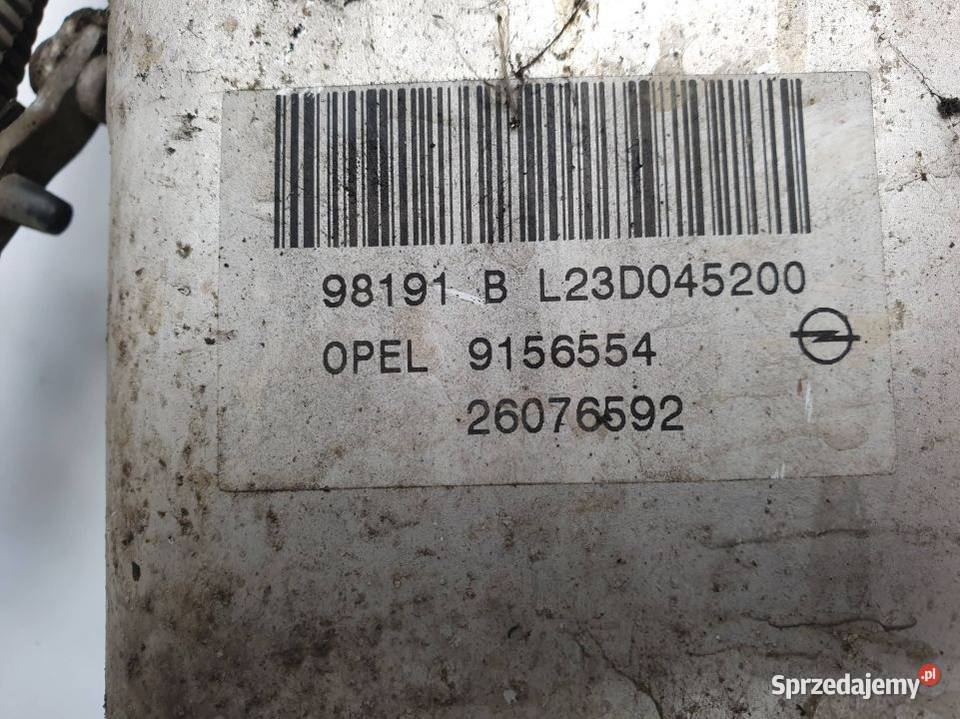 98191 B L23D045200
OPEL 9156554
26076592
Sprzedajemy.pl